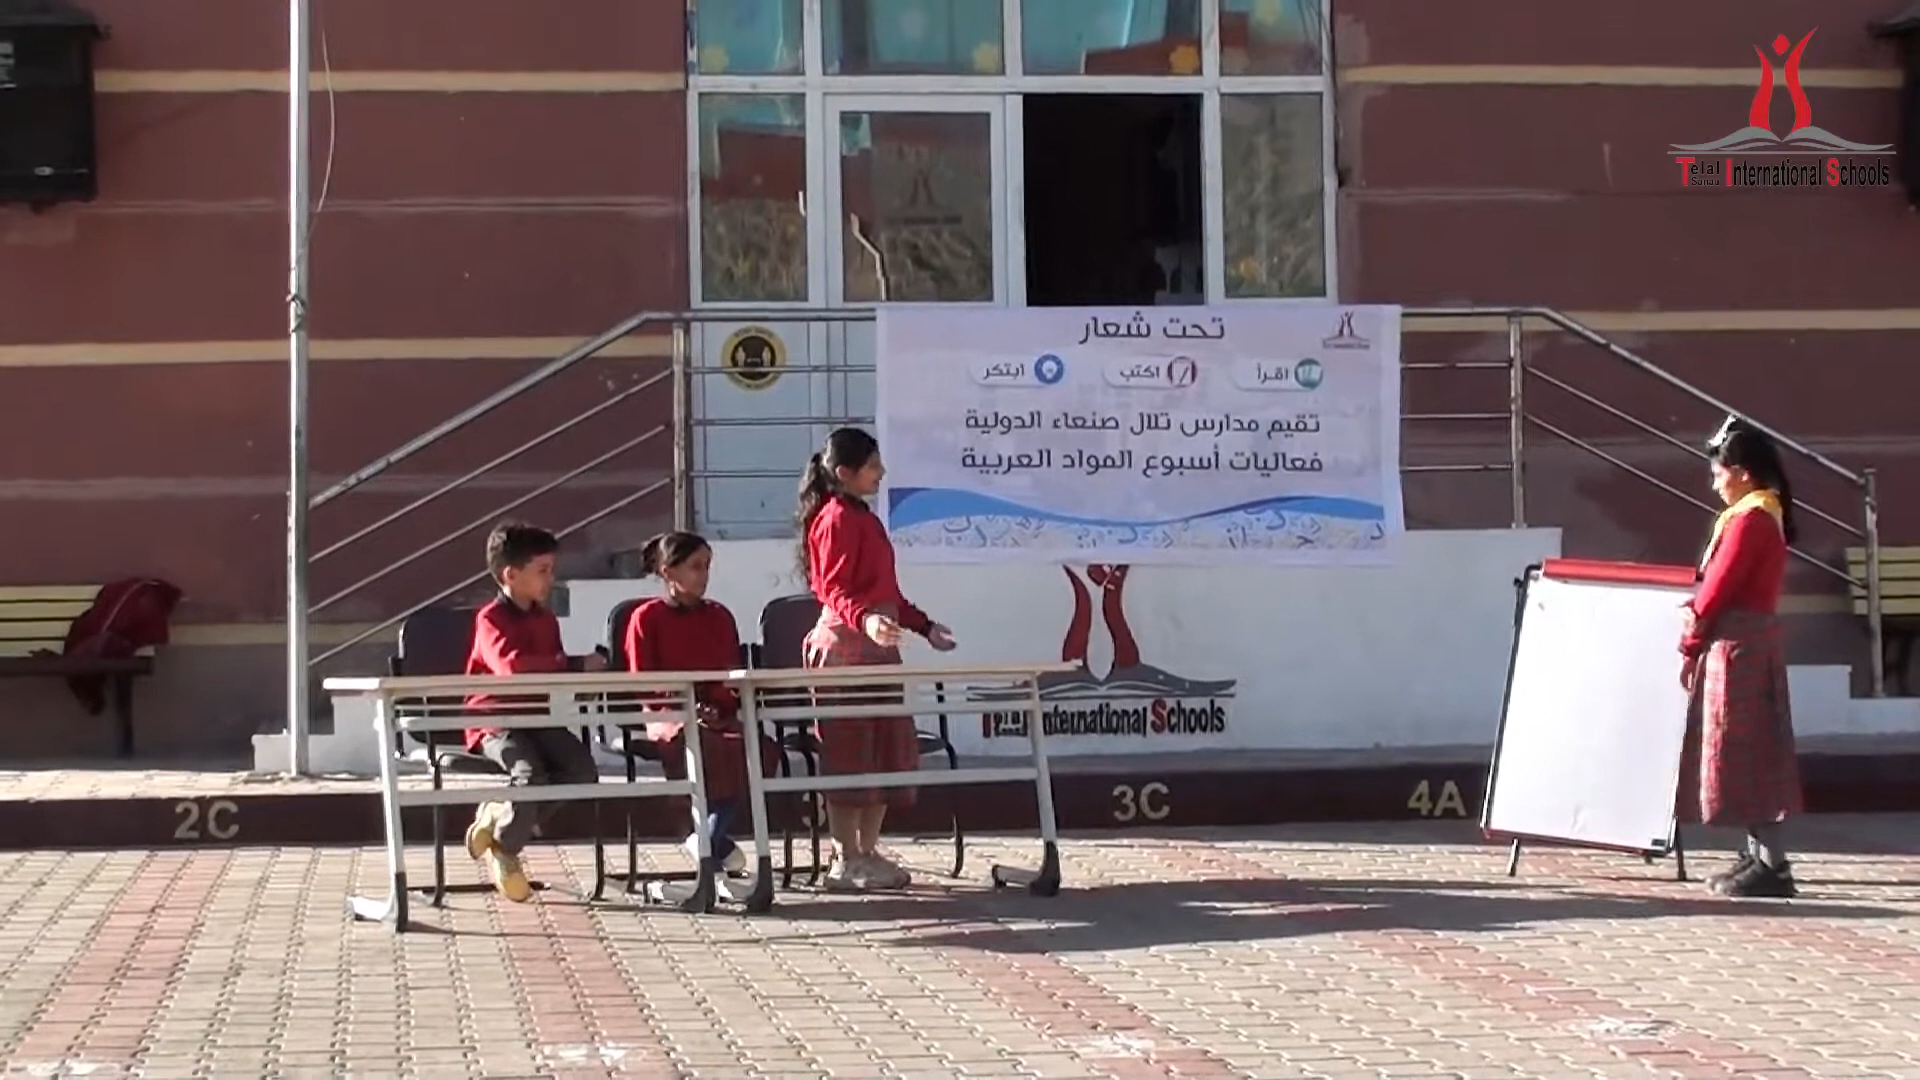 Telal Sanaa International Schools
تحت شعار
اقرأ اكتب ابتكر
تقيم مدارس تلال صنعاء الدولية
فعاليات أسبوع المواد العربية
International Schools
2C
3C
4A